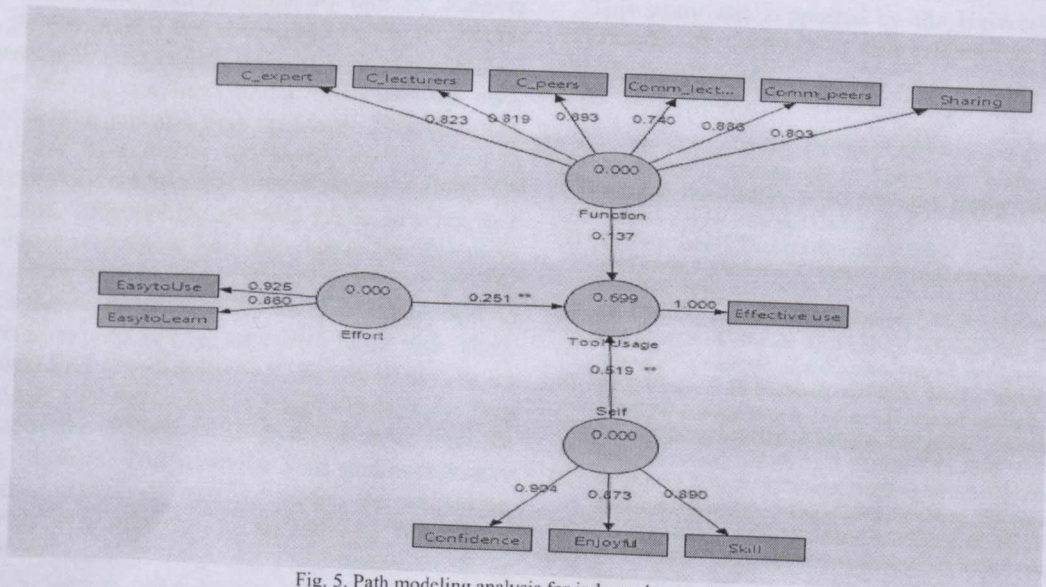 C_expert
C_lecturers
C_peers
Comm_lect...
Comm_peers
Sharing
0.823
0.819
0.893
0.740
0.886
0.803
0.000
Function
0.137
EasytoUse
0.925
0.000
0.251 **
0.699
1.000
Effective use
EasytoLearn
0.860
Effort
Tool Usage
0.519 **
Self
0.000
0.904
0.873
0.890
Confidence
Enjoyful
Skill
Fig. 5. Path modeling analysis for